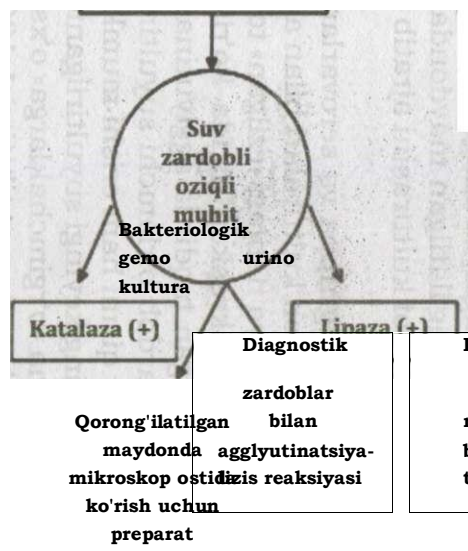 Suv
zardobli
oziqli
muhit
Bakteriologik
gemo urino
kultura
Katalaza (+)
Lipaza (+)
Diagnostik
zardoblar
bilan
agglyutinatsiya-
lizis reaksiyasi
Qorong'ilatilgan
maydonda
mikroskop ostida
ko'rish uchun
preparat